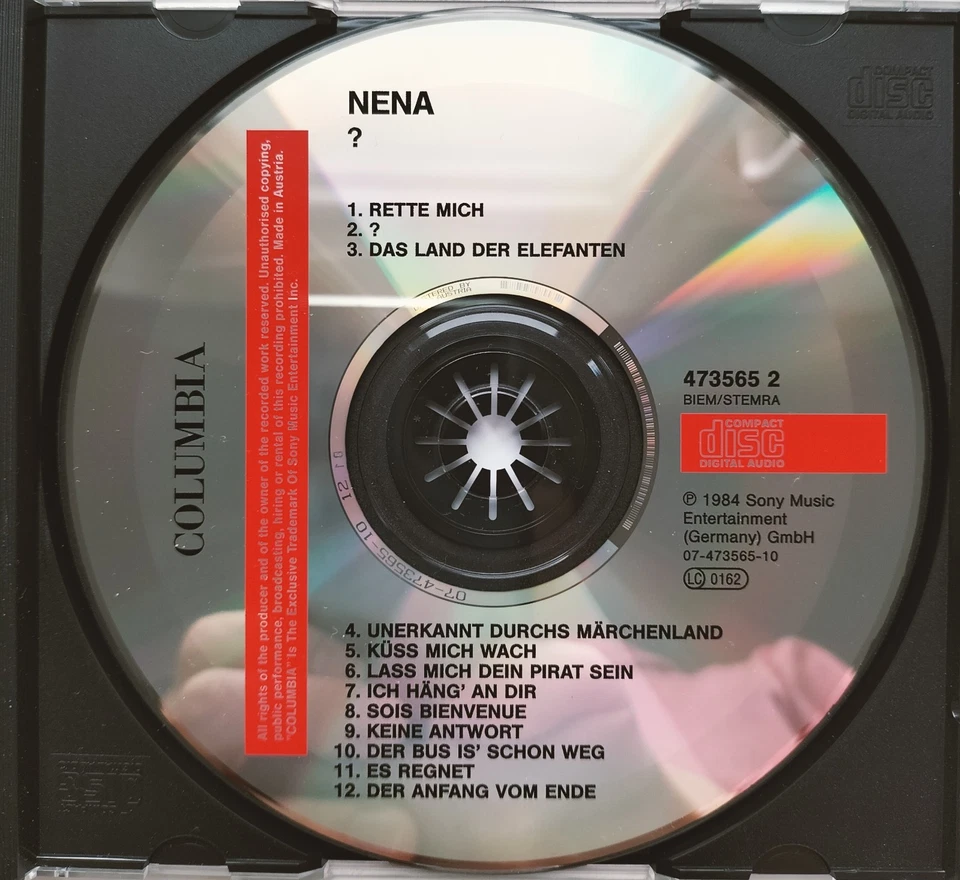 NENA
?
1. RETTE MICH
2. ?
3. DAS LAND DER ELEFANTEN
COLUMBIA
All rights of the producer and of the owner of the recorded work reserved. Unauthorised copying,
public performance, broadcasting, hiring or rental of this recording prohibited. Made in Austria.
"COLUMBIA" Is The Exclusive Trademark Of Sony Music Entertainment Inc.
473565 2
BIEM/STEMRA
COMPACT
disc
DIGITAL AUDIO
℗ 1984 Sony Music
Entertainment
(Germany) GmbH
07-473565-10
LC 0162
4. UNERKANNT DURCHS MÄRCHENLAND
5. KÜSS MICH WACH
6. LASS MICH DEIN PIRAT SEIN
7. ICH HÄNG' AN DIR
8. SOIS BIENVENUE
9. KEINE ANTWORT
10. DER BUS IS' SCHON WEG
11. ES REGNET
12. DER ANFANG VOM ENDE
07-473565-10 12
AUSTRIA
COMPACT
disc
DIGITAL AUDIO